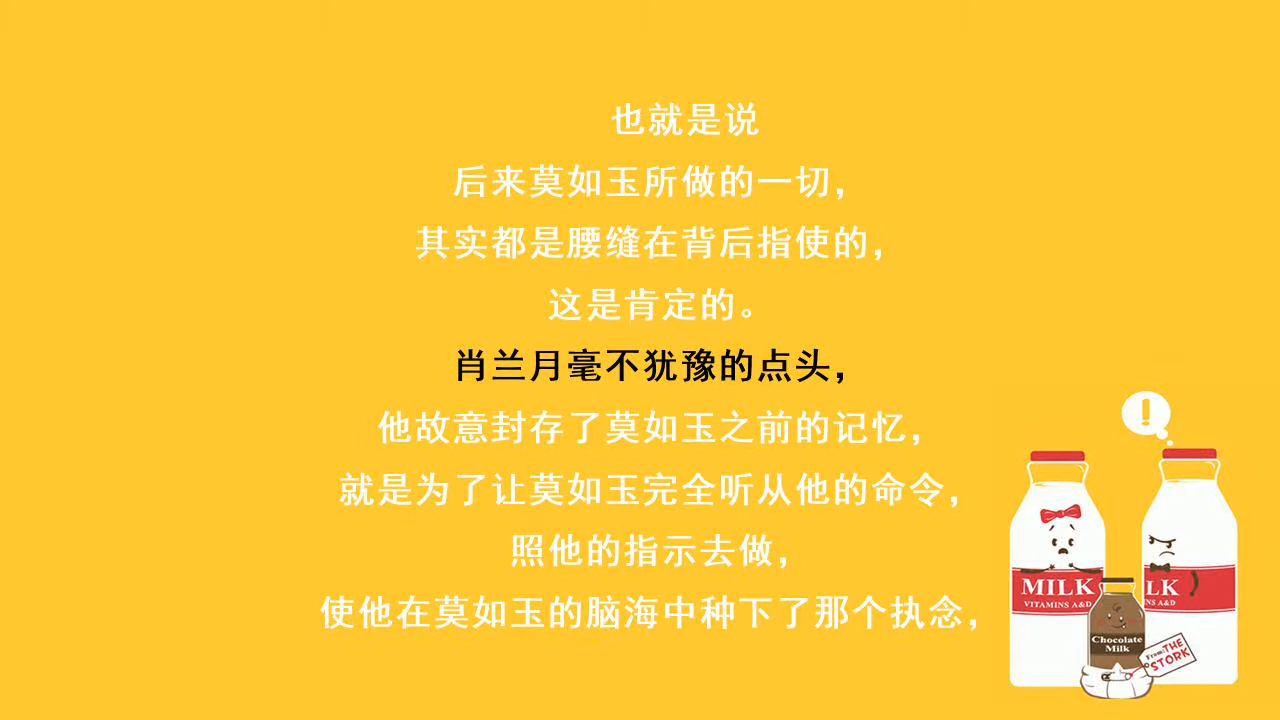 也就是说
后来莫如玉所做的一切，
其实都是腰缝在背后指使的，
这是肯定的。
肖兰月毫不犹豫的点头，
他故意封存了莫如玉之前的记忆，
就是为了让莫如玉完全听从他的命令，
照他的指示去做，
使他在莫如玉的脑海中种下了那个执念，
!
MILK
VITAMINS A&D
LK
NS A&D
Chocolate
Milk
From: THE
STORK